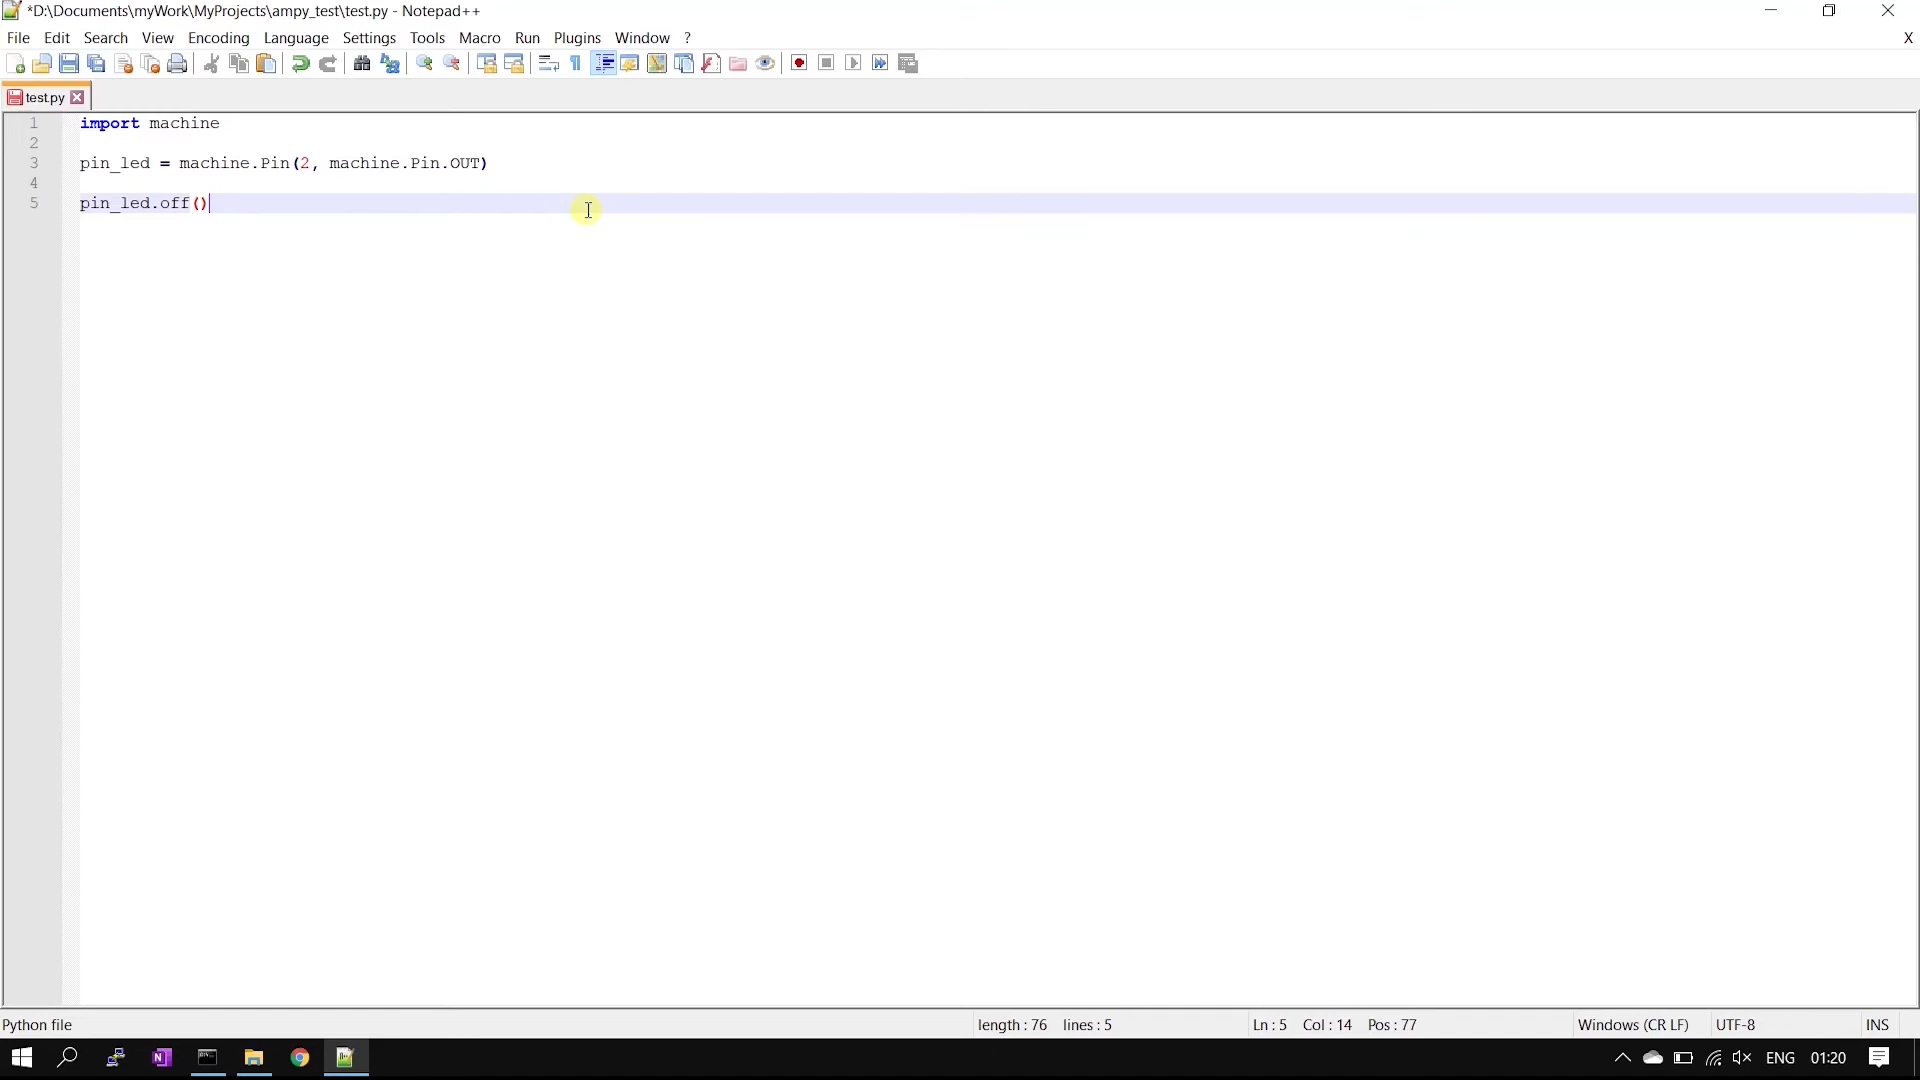 *D:\Documents\myWork\MyProjects\ampy_test\test.py - Notepad++
File Edit Search View Encoding Language Settings Tools Macro Run Plugins Window ? X
test.py
1 import machine
2
3 pin_led = machine.Pin(2, machine.Pin.OUT)
4
5 pin_led.off()
Python file length : 76 lines : 5 Ln : 5 Col : 14 Pos : 77 Windows (CR LF) UTF-8 INS
ENG 01:20